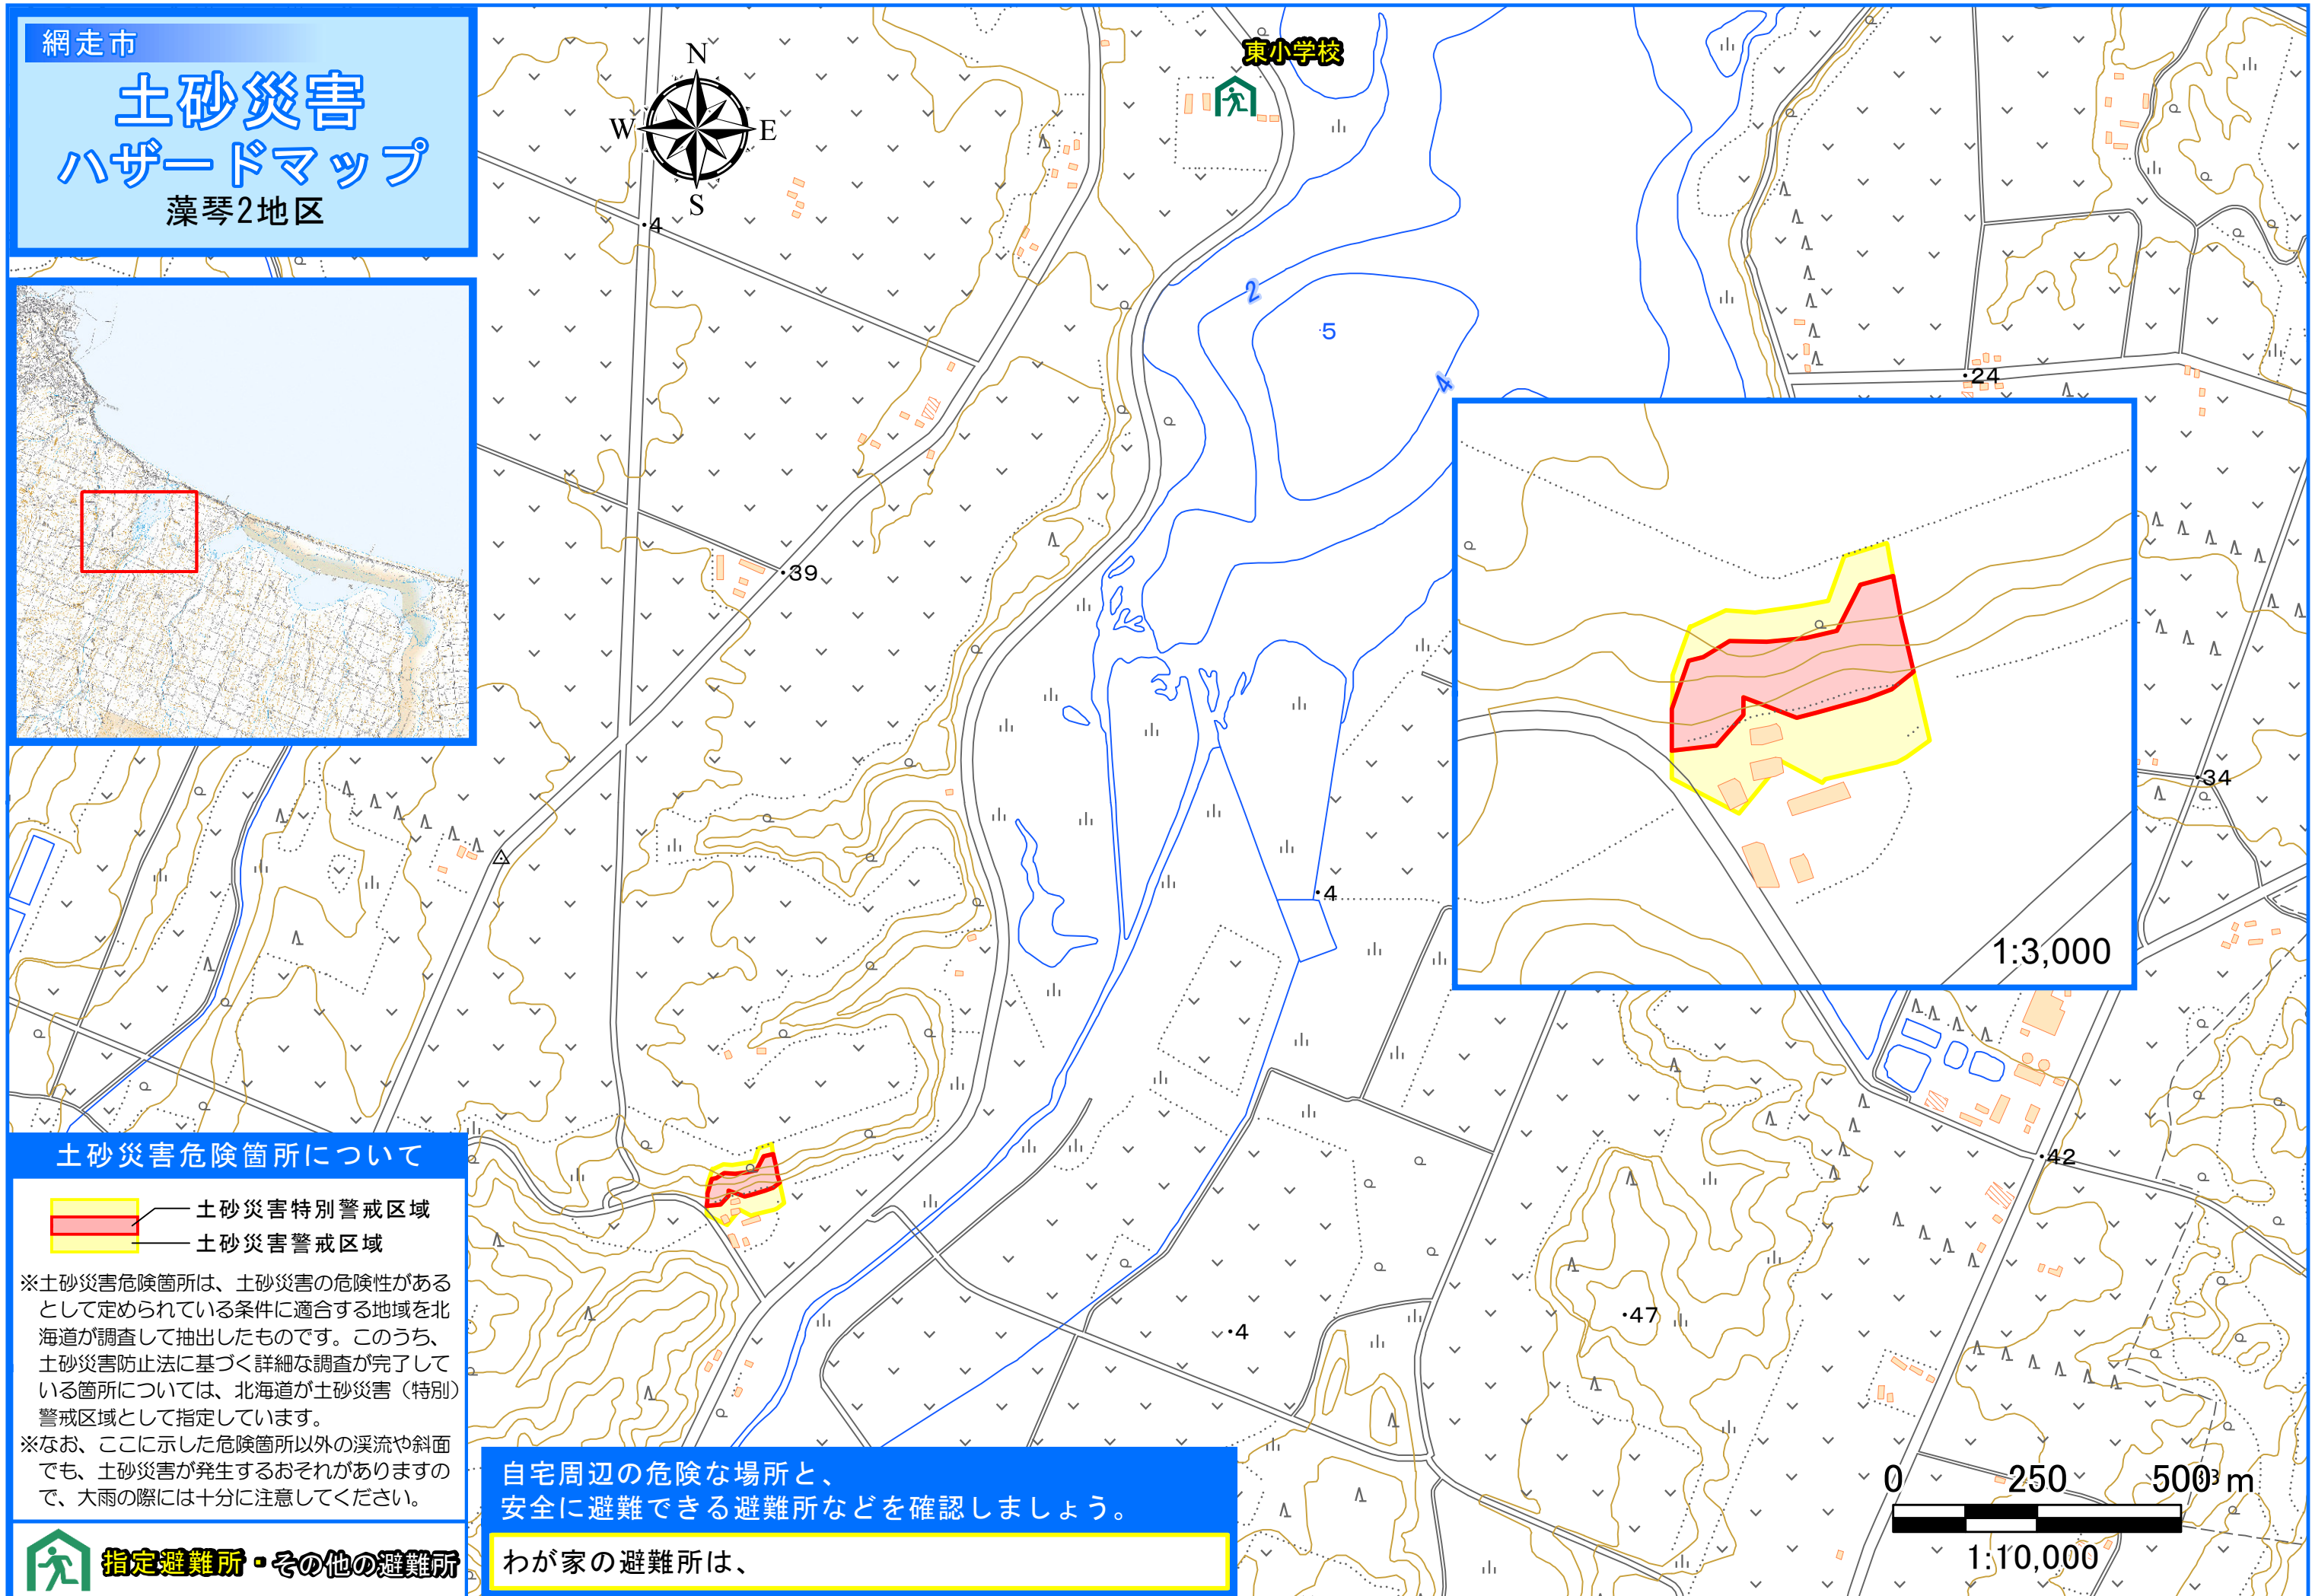 網走市
土砂災害
ハザードマップ
藻琴2地区
N
W
E
S
東小学校
4
2
5
4
24
39
34
4
1:3,000
42
47
4
土砂災害危険箇所について
土砂災害特別警戒区域
土砂災害警戒区域
※土砂災害危険箇所は、土砂災害の危険性がある
として定められている条件に適合する地域を北
海道が調査して抽出したものです。このうち、
土砂災害防止法に基づく詳細な調査が完了して
いる箇所については、北海道が土砂災害（特別）
警戒区域として指定しています。
※なお、ここに示した危険箇所以外の渓流や斜面
でも、土砂災害が発生するおそれがありますの
で、大雨の際には十分に注意してください。
指定避難所・その他の避難所
自宅周辺の危険な場所と、
安全に避難できる避難所などを確認しましょう。
わが家の避難所は、
0 250 500 m
1:10,000